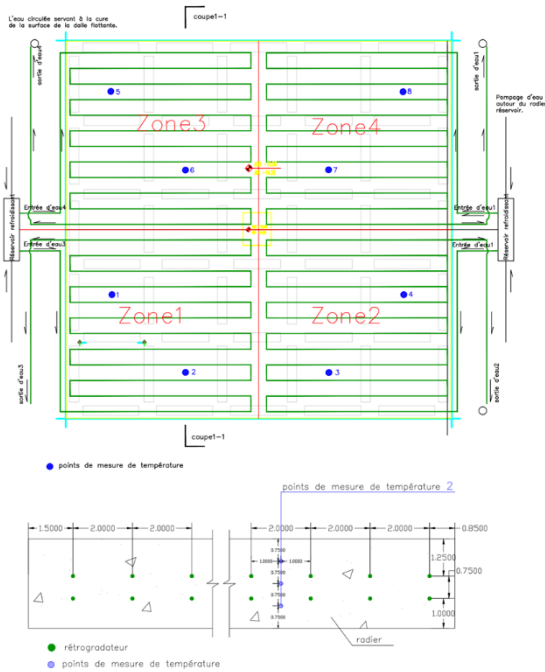 coupe1-1
L'eau circulée servant à la cure
de la surface de la dalle flottante.
sortie d'eau4
sortie d'eau1
5
8
Pompage d'eau
autour du radier
réservoir.
Zone3
Zone4
6
7
Réservoir refroidissant
Entrée d'eau4
Entrée d'eau1
Réservoir refroidissant
Entrée d'eau3
Entrée d'eau1
1
4
Zone1
Zone2
2
3
sortie d'eau3
sortie d'eau2
coupe1-1
points de mesure de température
points de mesure de température 2
1.5000
2.0000
2.0000
2.0000
2.0000
2.0000
0.8500
0.7500
1.2500
1.0000
1.0000
0.7500
0.7500
0.7500
1.0000
0.7500
radier
rétrogradateur
points de mesure de température